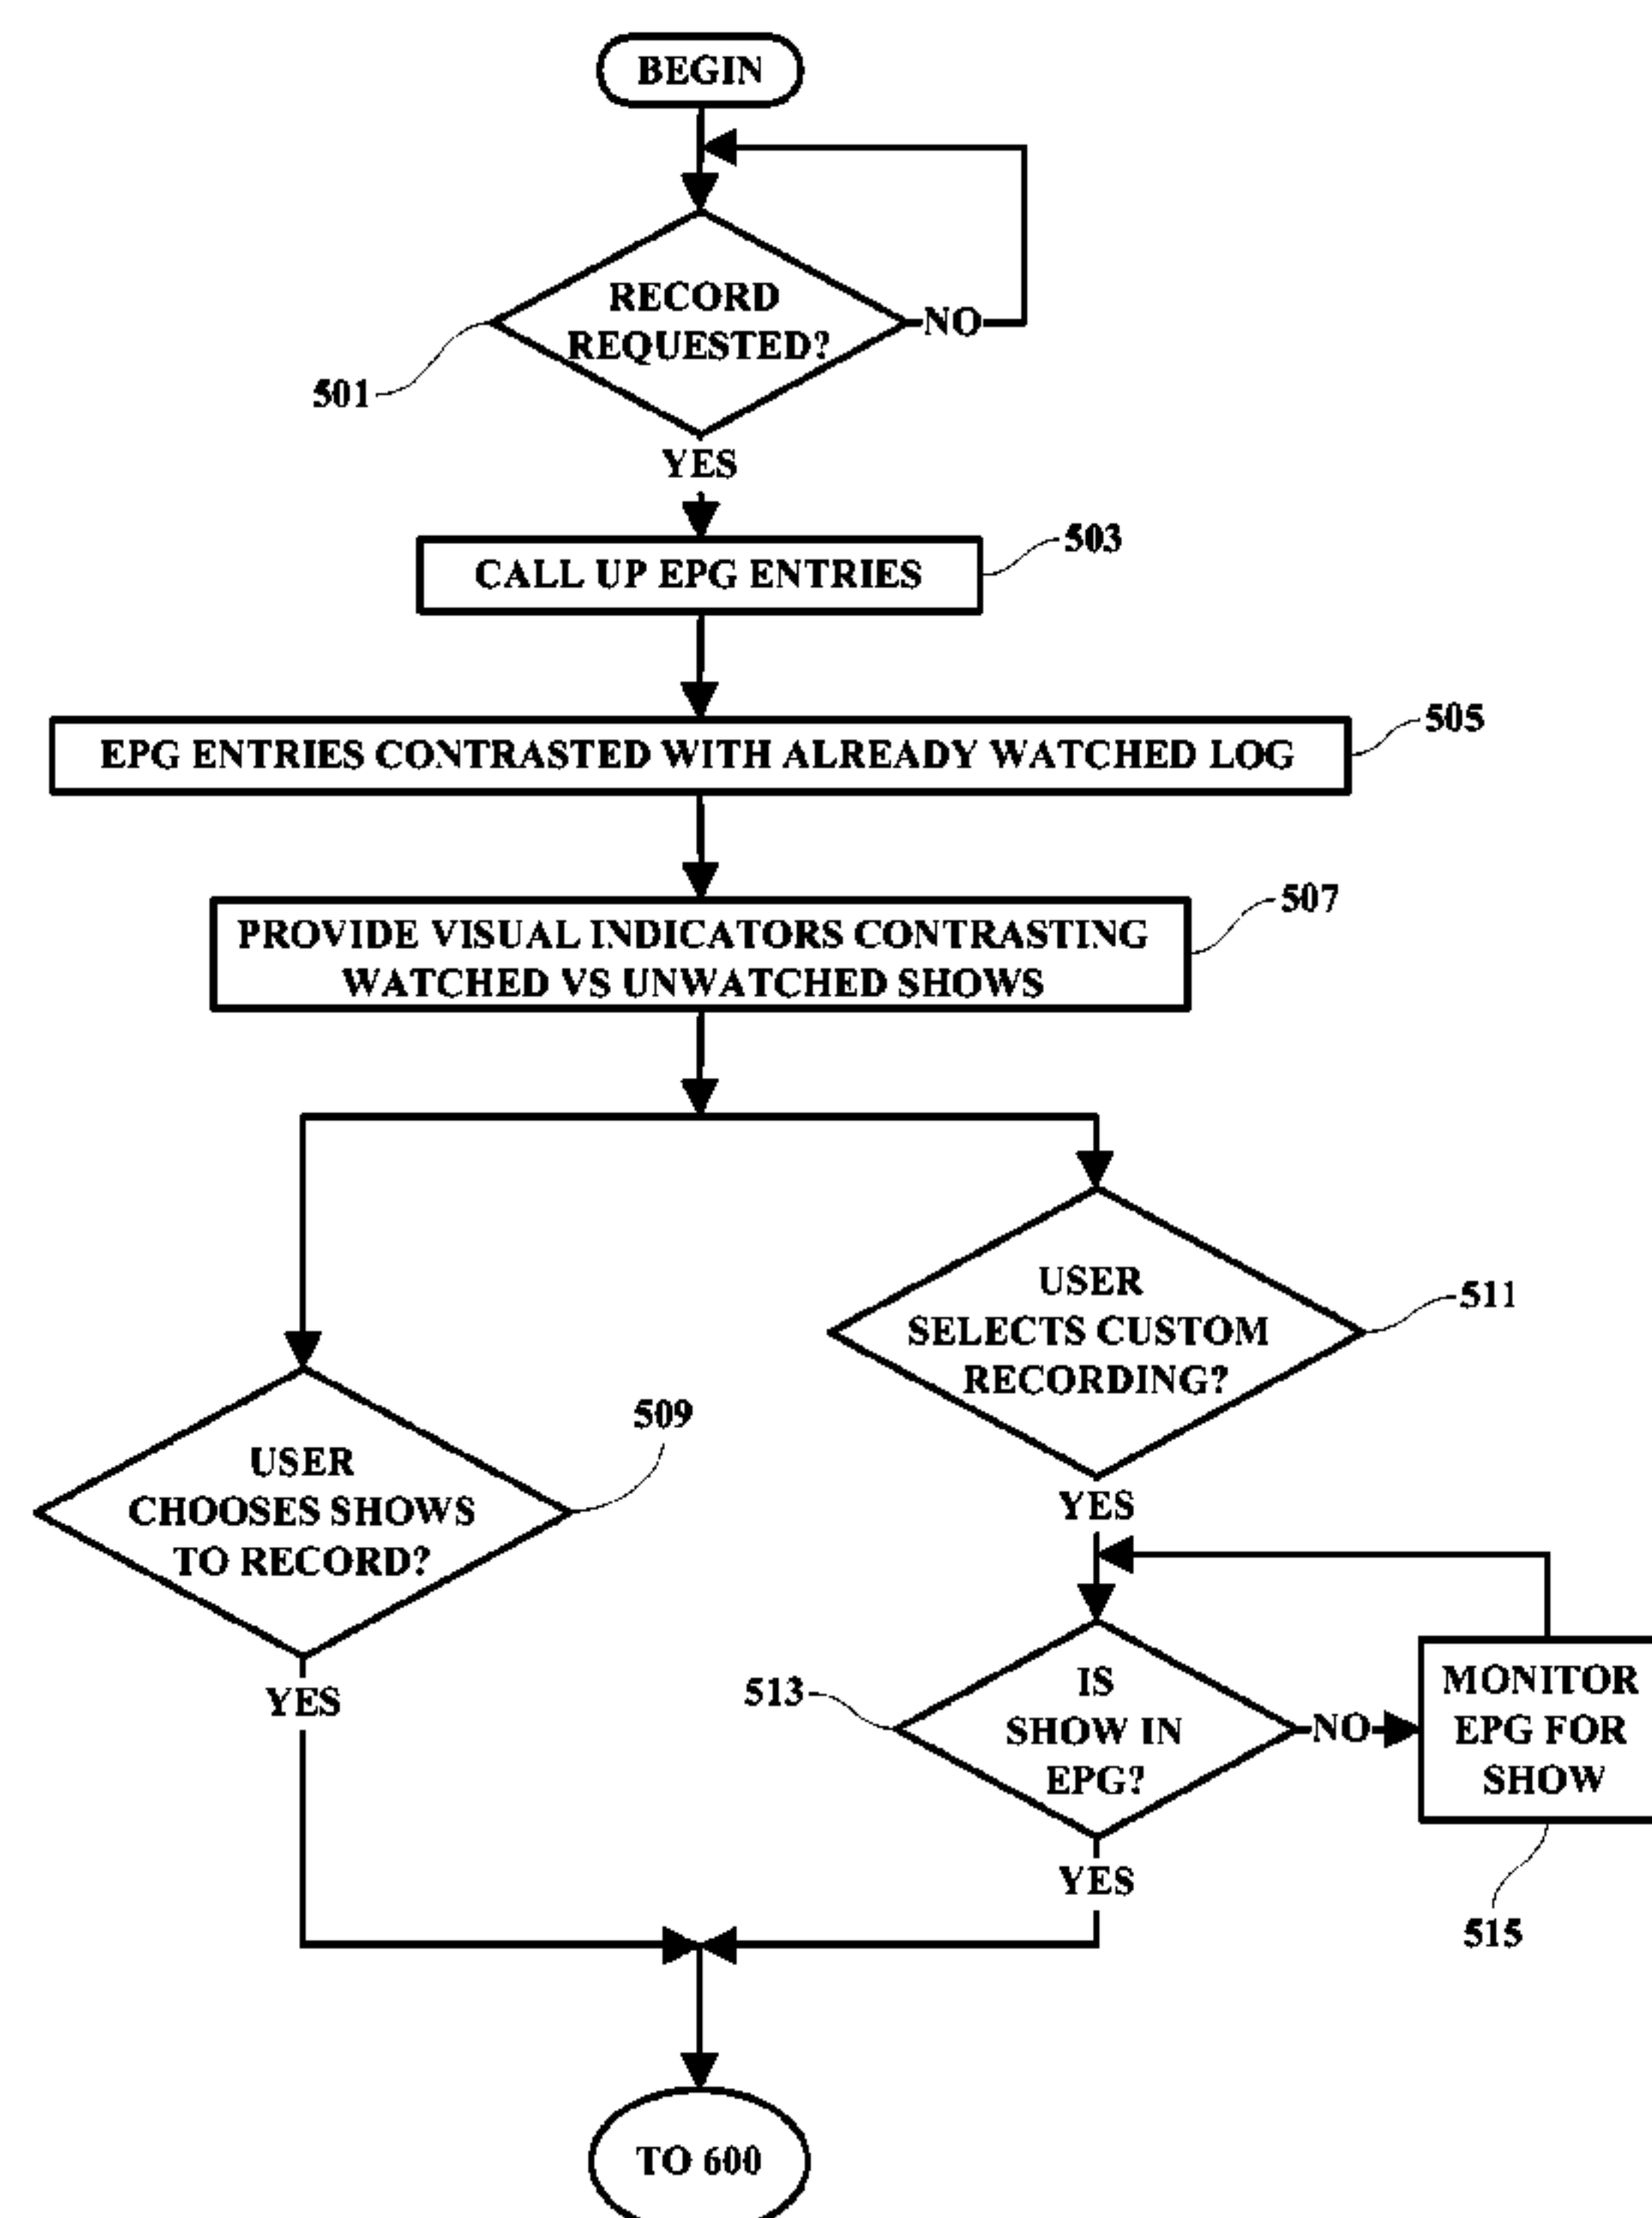 BEGIN
RECORD
REQUESTED?
NO
501
YES
503
CALL UP EPG ENTRIES
505
EPG ENTRIES CONTRASTED WITH ALREADY WATCHED LOG
507
PROVIDE VISUAL INDICATORS CONTRASTING
WATCHED VS UNWATCHED SHOWS
USER
SELECTS CUSTOM
RECORDING?
511
509
USER
CHOOSES SHOWS
TO RECORD?
YES
YES
513
IS
SHOW IN
EPG?
NO
MONITOR
EPG FOR
SHOW
YES
515
TO 600